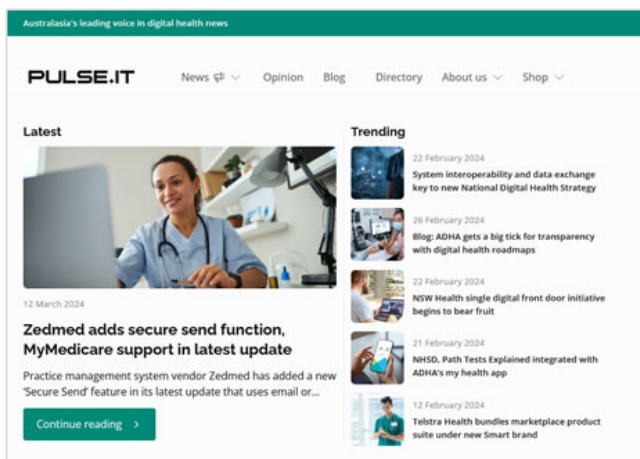 Australasia's leading voice in digital health news
PULSE.IT
News
Opinion
Blog
Directory
About us
Shop
Latest
12 March 2024
Zedmed adds secure send function,
MyMedicare support in latest update
Practice management system vendor Zedmed has added a new
'Secure Send' feature in its latest update that uses email or...
Continue reading
Trending
22 February 2024
System interoperability and data exchange
key to new National Digital Health Strategy
26 February 2024
Blog: ADHA gets a big tick for transparency
with digital health roadmaps
22 February 2024
NSW Health single digital front door initiative
begins to bear fruit
21 February 2024
NHSD, Path Tests Explained integrated with
ADHA's my health app
12 February 2024
Telstra Health bundles marketplace product
suite under new Smart brand